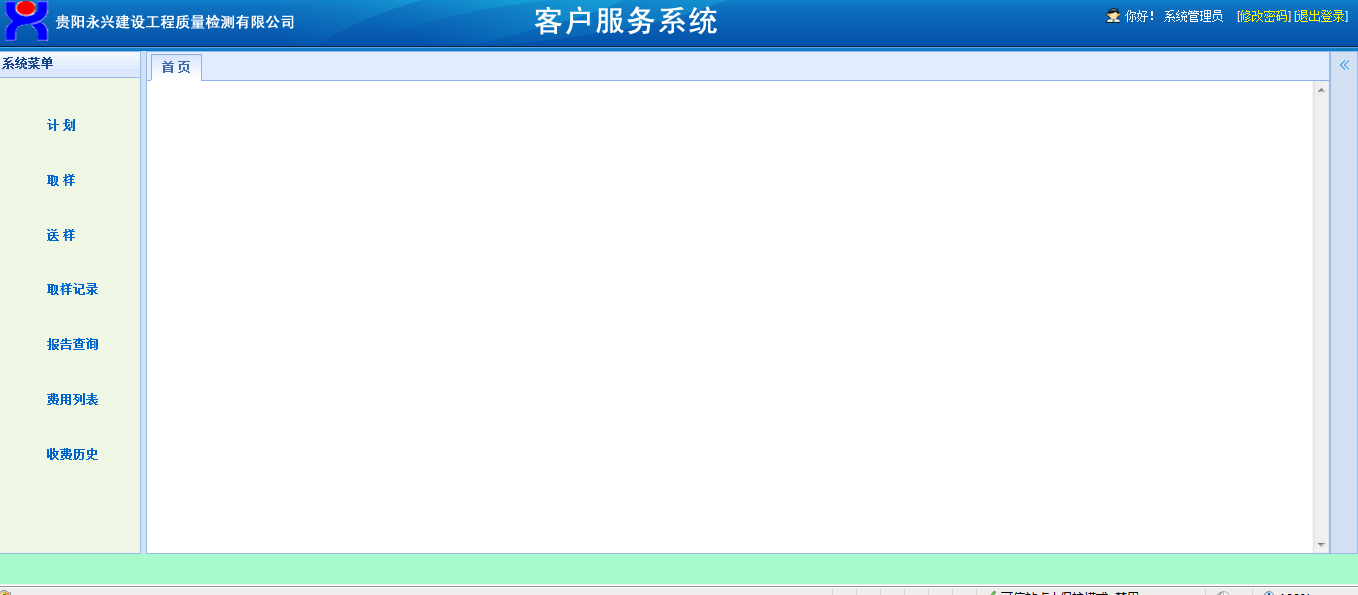 贵阳永兴建设工程质量检测有限公司
客户服务系统
你好！ 系统管理员 [修改密码] [退出登录]
系统菜单
首 页
计 划
取 样
送 样
取样记录
报告查询
费用列表
收费历史